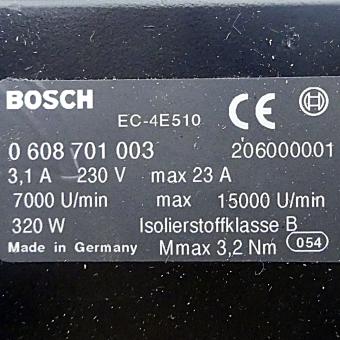 BOSCH
EC-4E510
CE
0 608 701 003 206000001
3,1 A 230 V max 23 A
7000 U/min max 15000 U/min
320 W Isolierstoffklasse B
Made in Germany Mmax 3,2 Nm 054